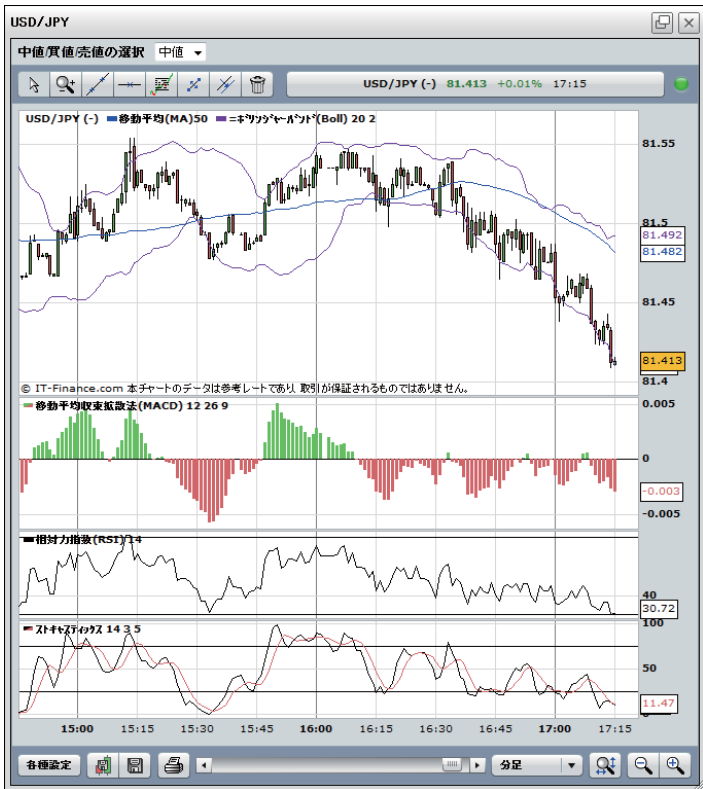 USD/JPY
中値/買値/売値の選択 中値
USD/JPY (-) 81.413 +0.01% 17:15
USD/JPY (-) 移動平均(MA)50 =ﾎﾞﾘﾝｼﾞｬｰﾊﾞﾝﾄﾞ(Boll) 20 2
81.55
81.5
81.492
81.482
81.45
81.413
81.4
© IT-Finance.com 本チャートのデータは参考レートであり、取引が保証されるものではありません。
移動平均収束拡散法(MACD) 12 26 9
0.005
0
-0.003
-0.005
相対力指数(RSI) 14
40
30.72
ストキャスティックス 14 3 5
100
50
11.47
15:00 15:15 15:30 15:45 16:00 16:15 16:30 16:45 17:00 17:15
各種設定 分足